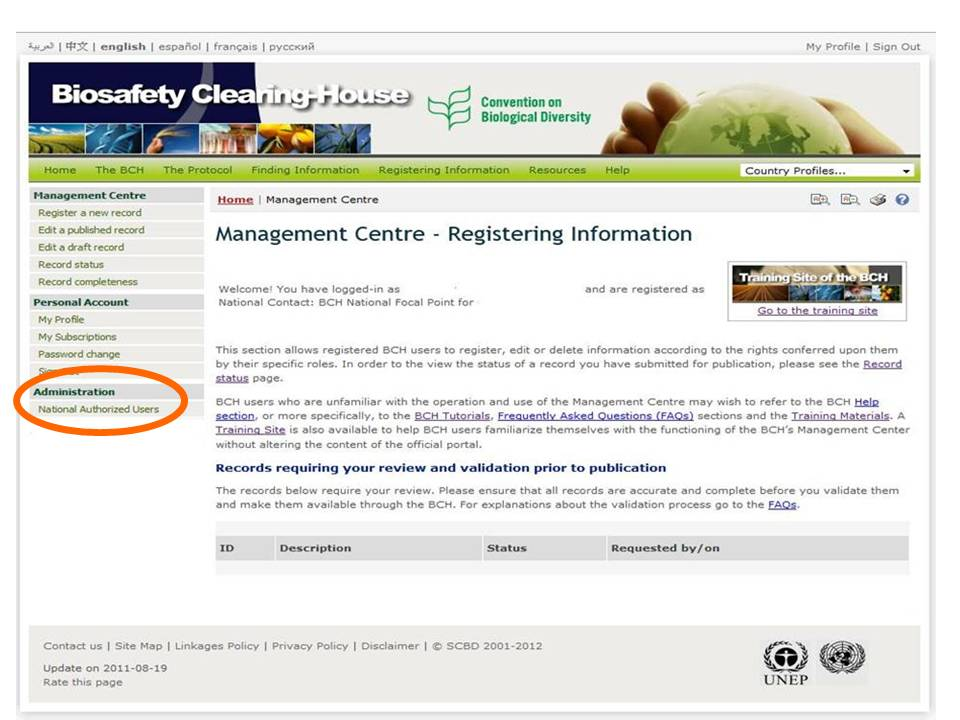 العربية | 中文 | english | español | français | русский
My Profile | Sign Out
Biosafety Clearing-House
Convention on
Biological Diversity
Home The BCH The Protocol Finding Information Registering Information Resources Help
Country Profiles...
Management Centre
Register a new record
Edit a published record
Edit a draft record
Record status
Record completeness
Personal Account
My Profile
My Subscriptions
Password change
Administration
National Authorized Users
Home | Management Centre
Management Centre - Registering Information
Welcome! You have logged-in as and are registered as
National Contact: BCH National Focal Point for
Training Site of the BCH
Go to the training site
This section allows registered BCH users to register, edit or delete information according to the rights conferred upon them
by their specific roles. In order to the view the status of a record you have submitted for publication, please see the Record
status page.
BCH users who are unfamiliar with the operation and use of the Management Centre may wish to refer to the BCH Help
section, or more specifically, to the BCH Tutorials, Frequently Asked Questions (FAQs) sections and the Training Materials. A
Training Site is also available to help BCH users familiarize themselves with the functioning of the BCH's Management Center
without altering the content of the official portal.
Records requiring your review and validation prior to publication
The records below require your review. Please ensure that all records are accurate and complete before you validate them
and make them available through the BCH. For explanations about the validation process go to the FAQs.
ID Description Status Requested by/on
Contact us | Site Map | Linkages Policy | Privacy Policy | Disclaimer | © SCBD 2001-2012
Update on 2011-08-19
Rate this page
UNEP